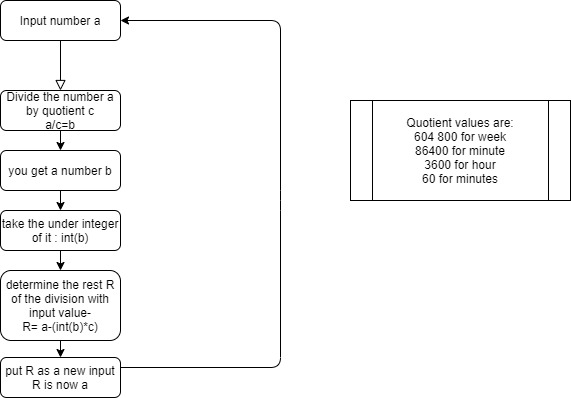 Input number a
Divide the number a
by quotient c
a/c=b
you get a number b
take the under integer
of it : int(b)
determine the rest R
of the division with
input value-
R= a-(int(b)*c)
put R as a new input
R is now a
Quotient values are:
604 800 for week
86400 for minute
3600 for hour
60 for minutes